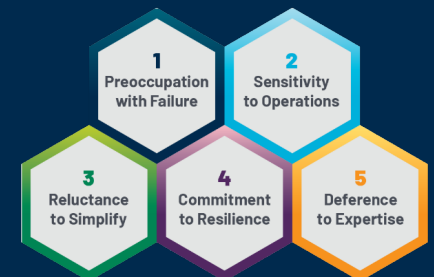 1
Preoccupation
with Failure
2
Sensitivity
to Operations
3
Reluctance
to Simplify
4
Commitment
to Resilience
5
Deference
to Expertise